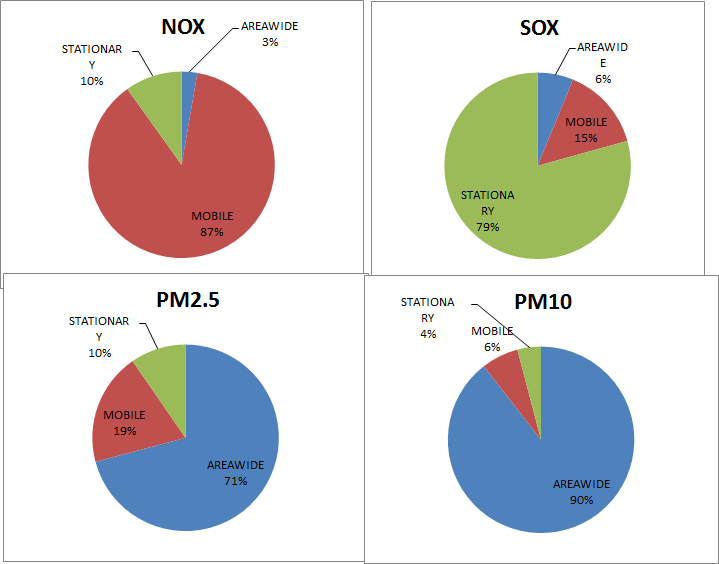 NOX
AREAWIDE
3%
STATIONAR
Y
10%
MOBILE
87%
SOX
AREAWID
E
6%
MOBILE
15%
STATIONA
RY
79%
PM2.5
STATIONAR
Y
10%
MOBILE
19%
AREAWIDE
71%
PM10
STATIONA
RY
4%
MOBILE
6%
AREAWIDE
90%